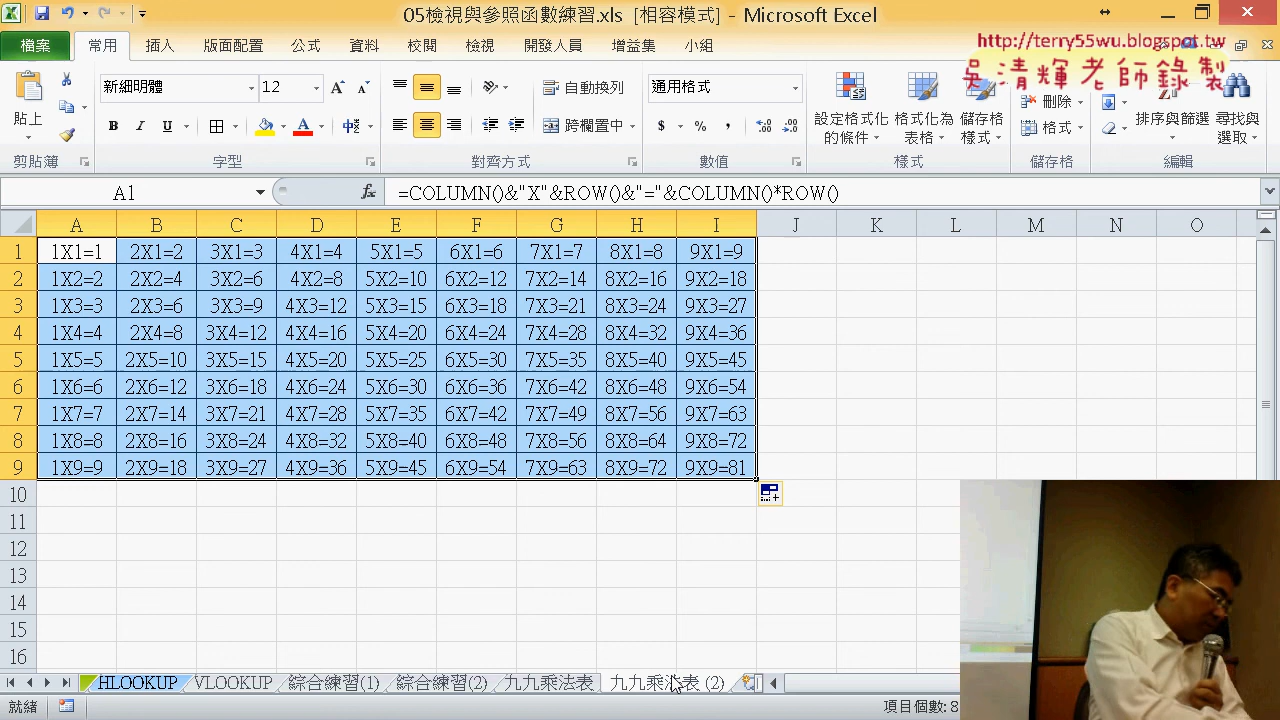 05檢視與參照函數練習.xls [相容模式] - Microsoft Excel
http://terry55wu.blogspot.tw
吳清輝老師錄製
檔案 常用 插入 版面配置 公式 資料 校閱 檢視 開發人員 增益集 小組
貼上 新細明體 12 自動換列 通用格式 設定格式化的條件 格式化為表格 儲存格樣式 刪除 格式 排序與篩選 尋找與選取
B I U 跨欄置中 $ % ,
剪貼簿 字型 對齊方式 數值 樣式 儲存格 編輯
A1 fx =COLUMN()&"X"&ROW()&"="&COLUMN()*ROW()
A B C D E F G H I J K L M N O
1 1X1=1 2X1=2 3X1=3 4X1=4 5X1=5 6X1=6 7X1=7 8X1=8 9X1=9
2 1X2=2 2X2=4 3X2=6 4X2=8 5X2=10 6X2=12 7X2=14 8X2=16 9X2=18
3 1X3=3 2X3=6 3X3=9 4X3=12 5X3=15 6X3=18 7X3=21 8X3=24 9X3=27
4 1X4=4 2X4=8 3X4=12 4X4=16 5X4=20 6X4=24 7X4=28 8X4=32 9X4=36
5 1X5=5 2X5=10 3X5=15 4X5=20 5X5=25 6X5=30 7X5=35 8X5=40 9X5=45
6 1X6=6 2X6=12 3X6=18 4X6=24 5X6=30 6X6=36 7X6=42 8X6=48 9X6=54
7 1X7=7 2X7=14 3X7=21 4X7=28 5X7=35 6X7=42 7X7=49 8X7=56 9X7=63
8 1X8=8 2X8=16 3X8=24 4X8=32 5X8=40 6X8=48 7X8=56 8X8=64 9X8=72
9 1X9=9 2X9=18 3X9=27 4X9=36 5X9=45 6X9=54 7X9=63 8X9=72 9X9=81
10
11
12
13
14
15
16
HLOOKUP VLOOKUP 綜合練習(1) 綜合練習(2) 九九乘法表 九九乘法表 (2)
就緒 項目個數: 8